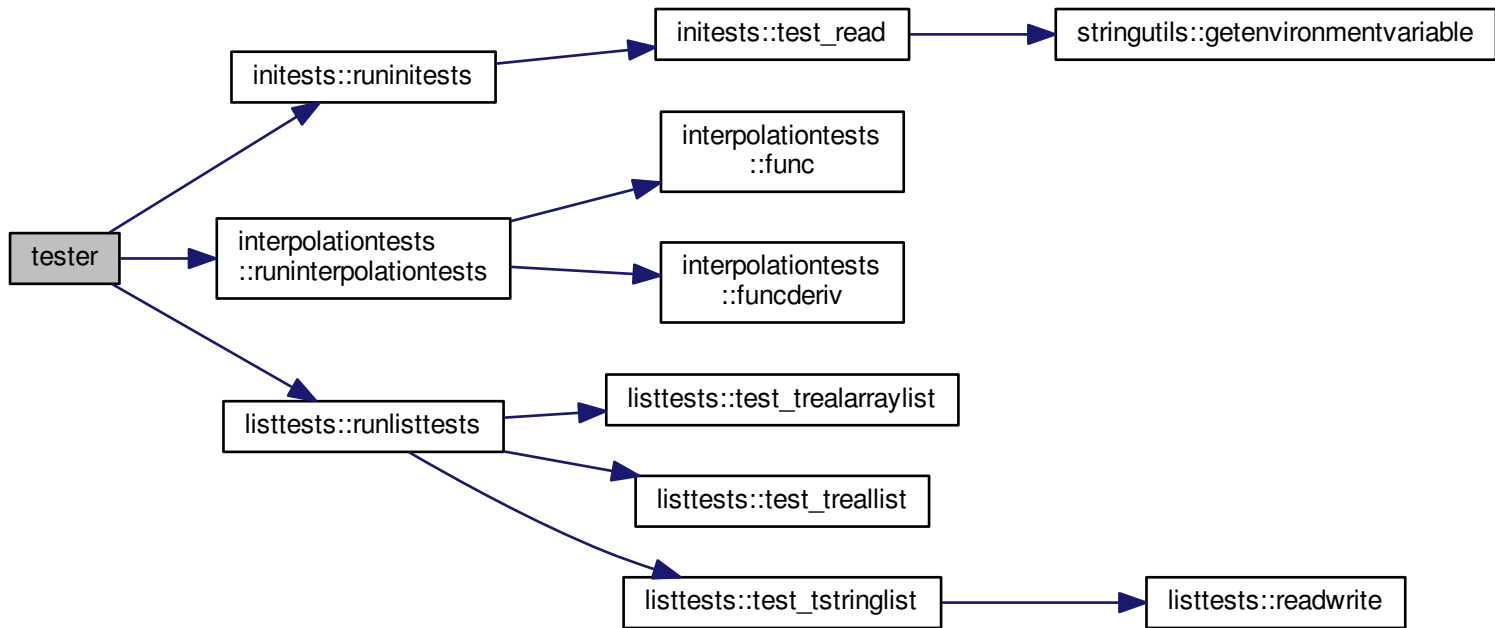 tester
initests::runinitests
initests::test_read
stringutils::getenvironmentvariable
interpolationtests
::runinterpolationtests
interpolationtests
::func
interpolationtests
::funcderiv
listtests::runlisttests
listtests::test_trealarraylist
listtests::test_treallist
listtests::test_tstringlist
listtests::readwrite